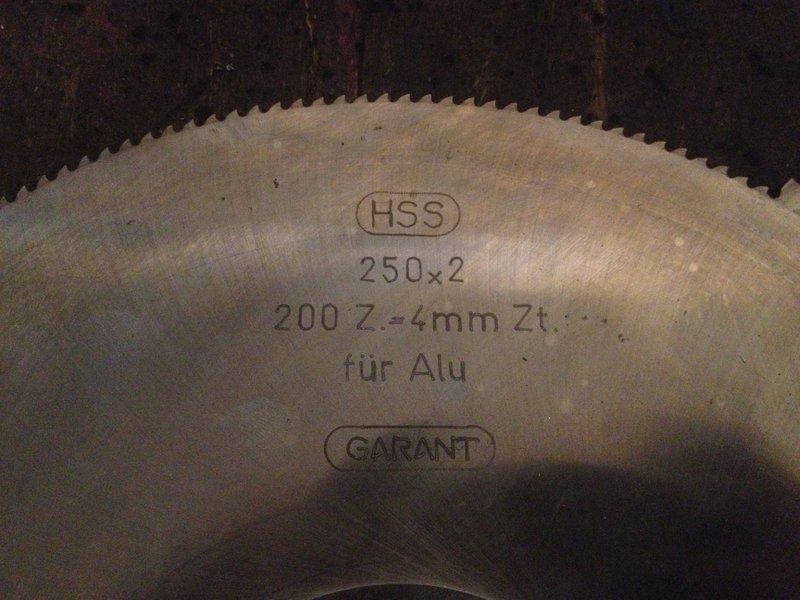 HSS
250x2
200 Z.=4mm Zt.
für Alu
GARANT